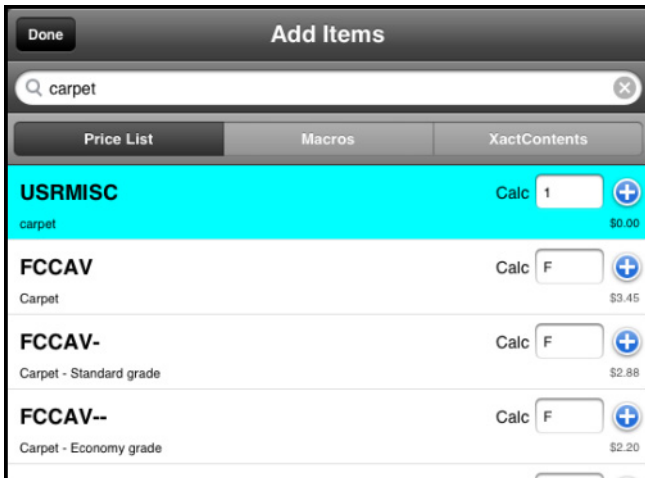 Done Add Items
carpet
Price List Macros XactContents
USRMISC Calc 1
carpet $0.00
FCCAV Calc F
Carpet $3.45
FCCAV- Calc F
Carpet - Standard grade $2.88
FCCAV-- Calc F
Carpet - Economy grade $2.20